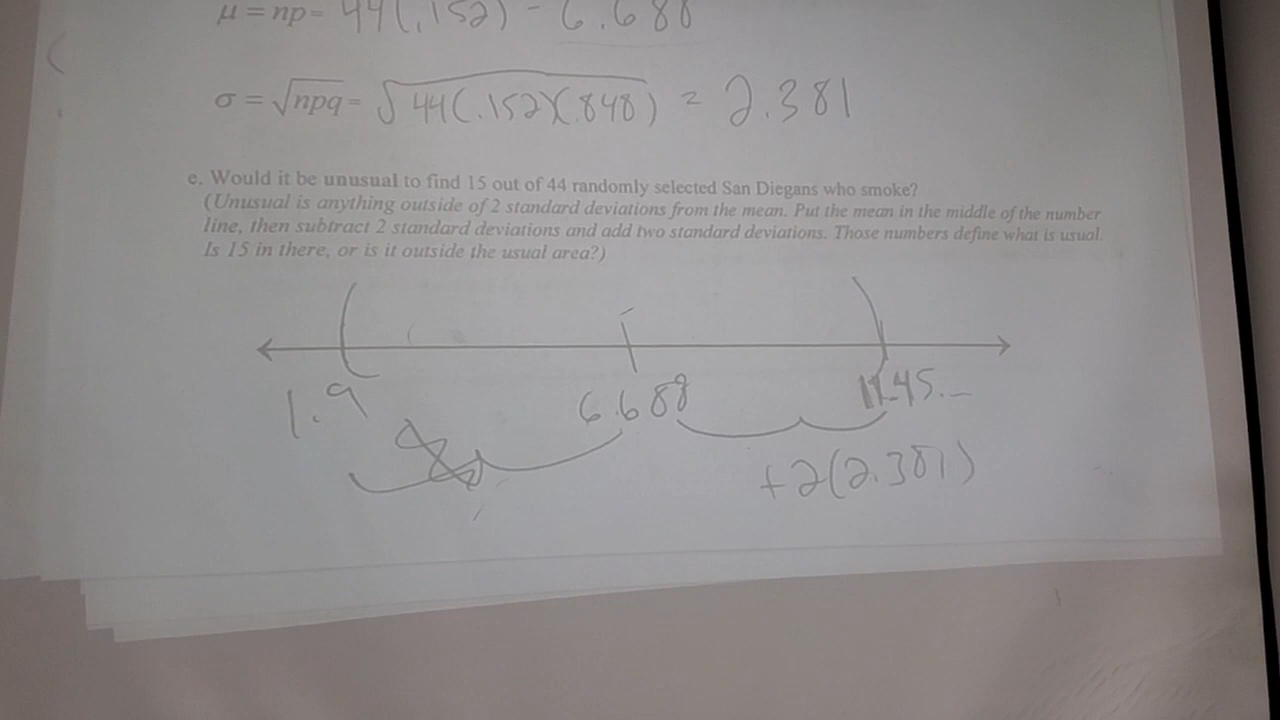 μ = np = 44(.152) = 6.688
σ = √npq = √44(.152)(.848) = 2.381
e. Would it be unusual to find 15 out of 44 randomly selected San Diegans who smoke?
(Unusual is anything outside of 2 standard deviations from the mean. Put the mean in the middle of the number
line, then subtract 2 standard deviations and add two standard deviations. Those numbers define what is usual.
Is 15 in there, or is it outside the usual area?)
1.9 6.688 11.45
+2(2.381)